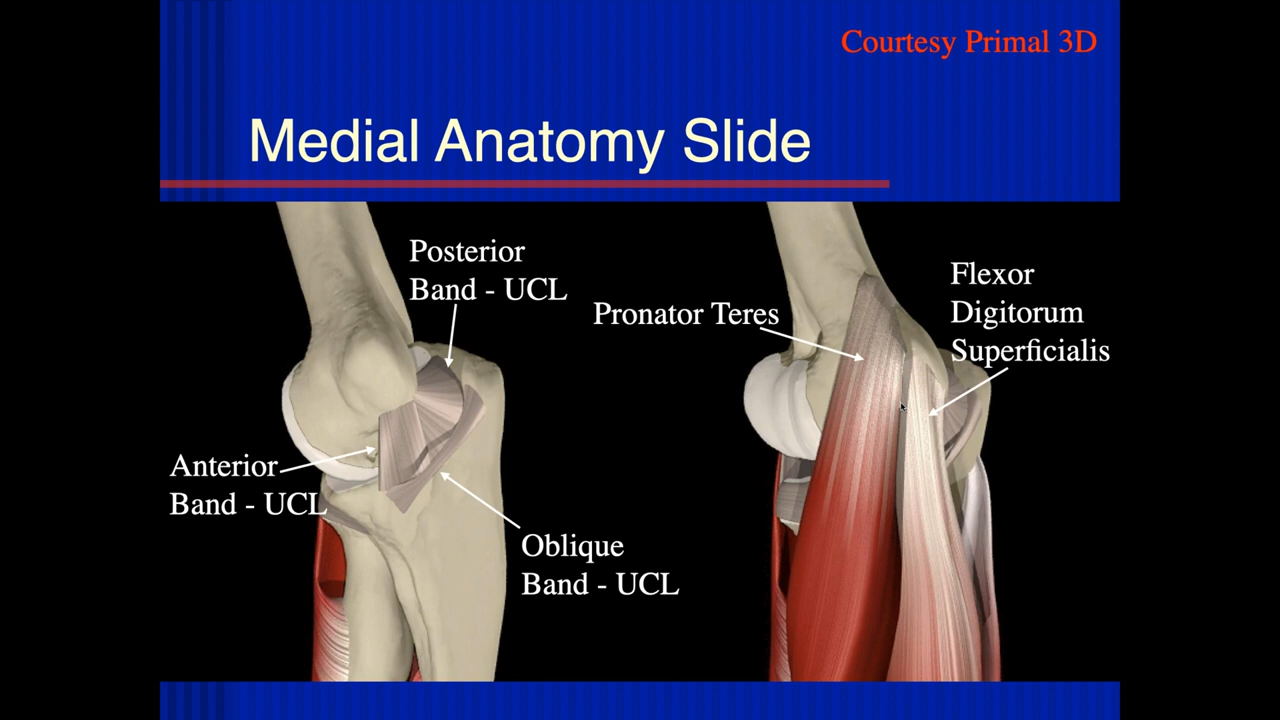 Courtesy Primal 3D
Medial Anatomy Slide
Posterior
Band - UCL
Anterior
Band - UCL
Oblique
Band - UCL
Pronator Teres
Flexor
Digitorum
Superficialis